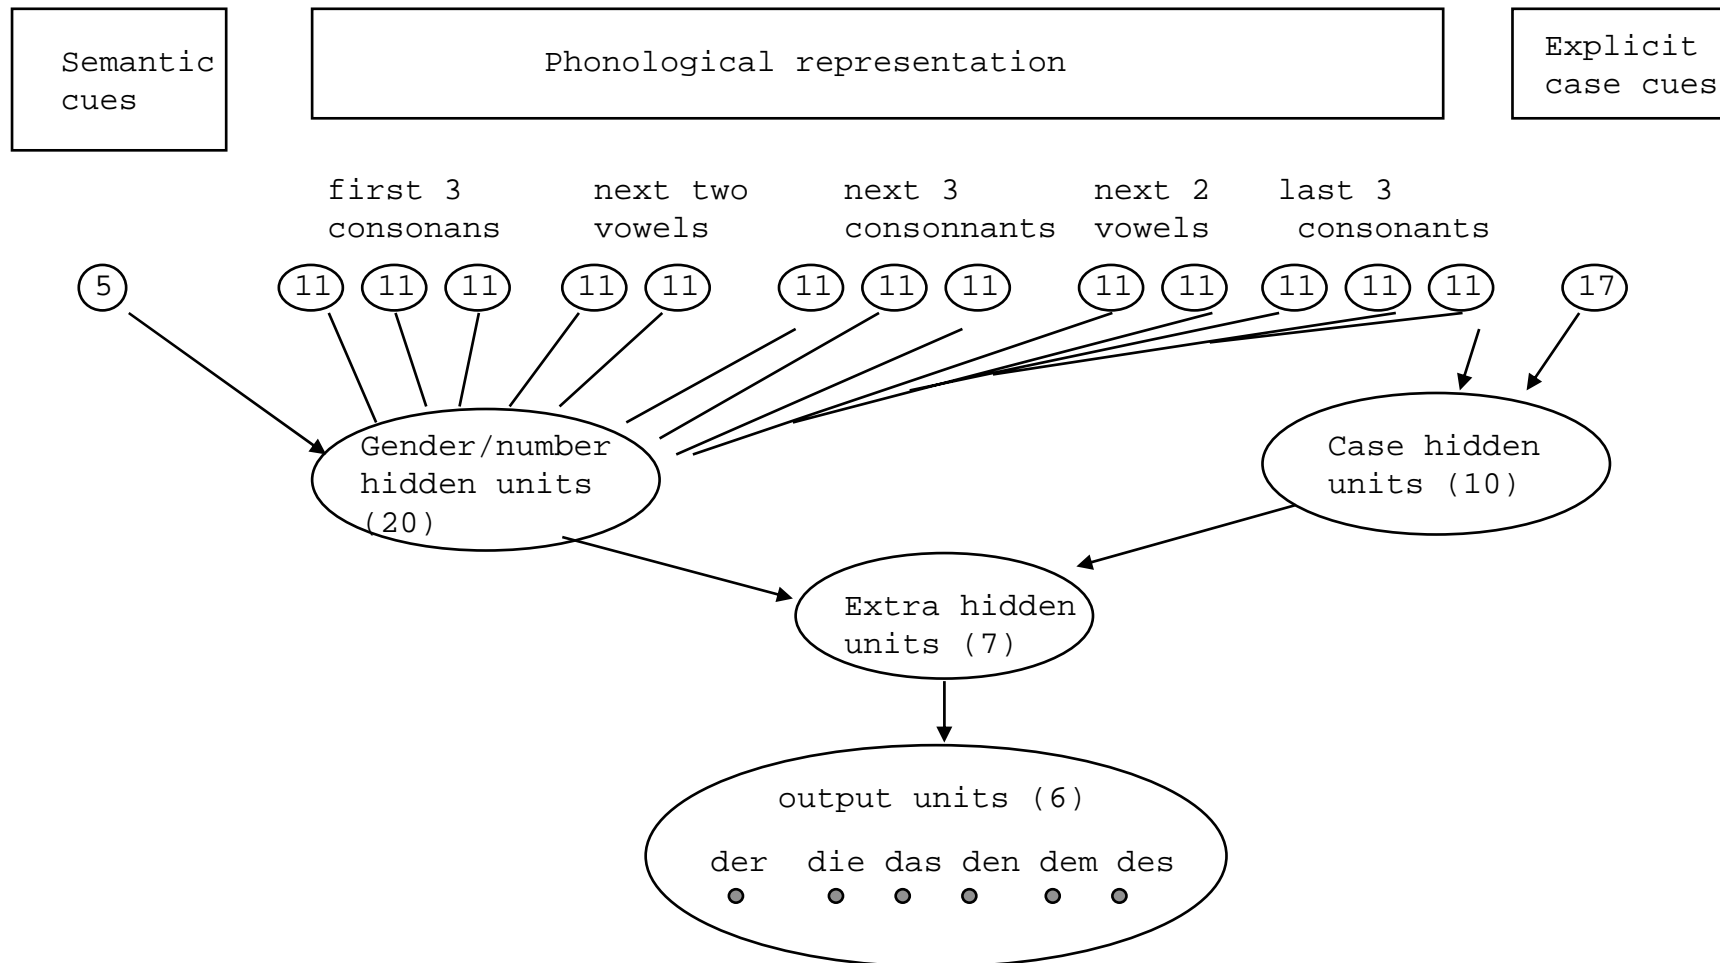 Semantic
cues
Phonological representation
Explicit
case cues
first 3
consonans
next two
vowels
next 3
consonnants
next 2
vowels
last 3
consonants
5
11 11 11
11 11
11 11 11
11 11
11 11 11
17
Gender/number
hidden units
(20)
Case hidden
units (10)
Extra hidden
units (7)
output units (6)
der die das den dem des